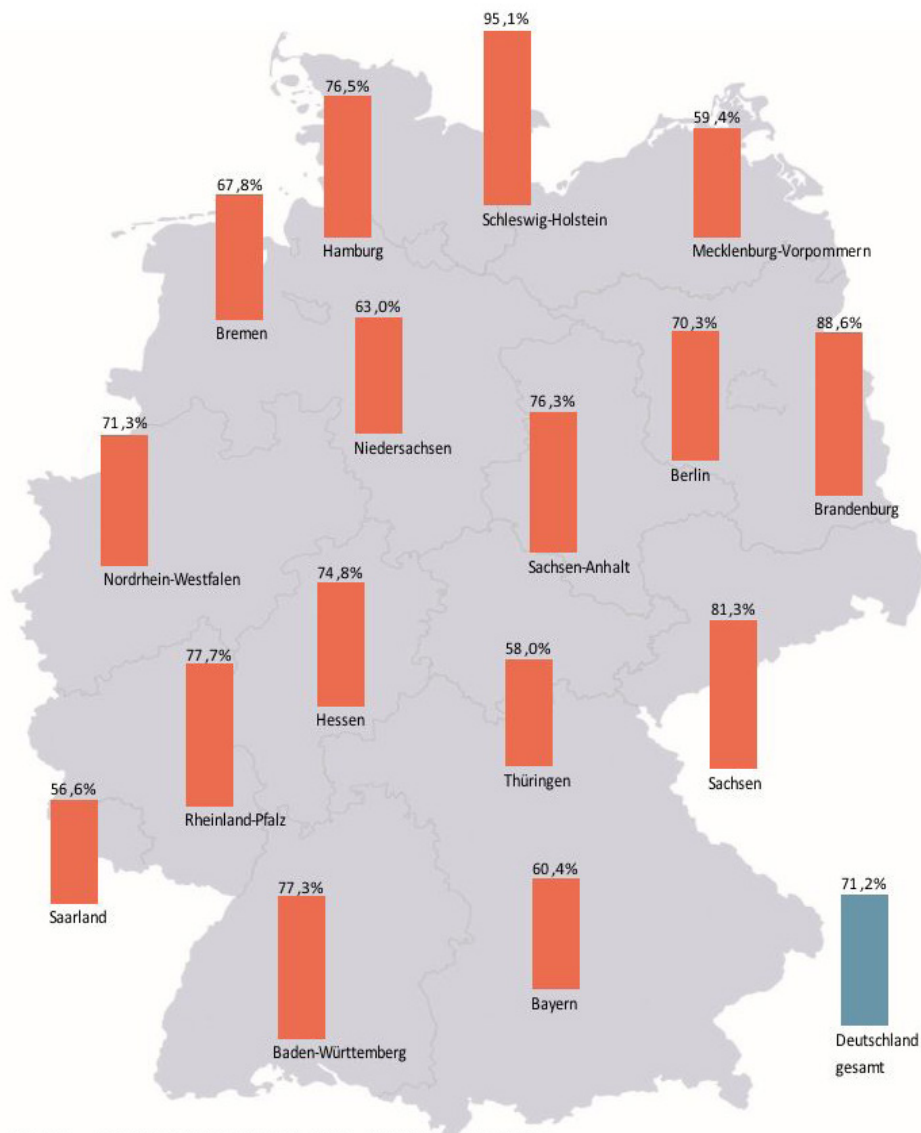 95,1%
Schleswig-Holstein
76,5%
Hamburg
59,4%
Mecklenburg-Vorpommern
67,8%
Bremen
63,0%
Niedersachsen
70,3%
Berlin
88,6%
Brandenburg
76,3%
Sachsen-Anhalt
71,3%
Nordrhein-Westfalen
74,8%
Hessen
81,3%
Sachsen
58,0%
Thüringen
77,7%
Rheinland-Pfalz
56,6%
Saarland
77,3%
Baden-Württemberg
60,4%
Bayern
71,2%
Deutschland
gesamt